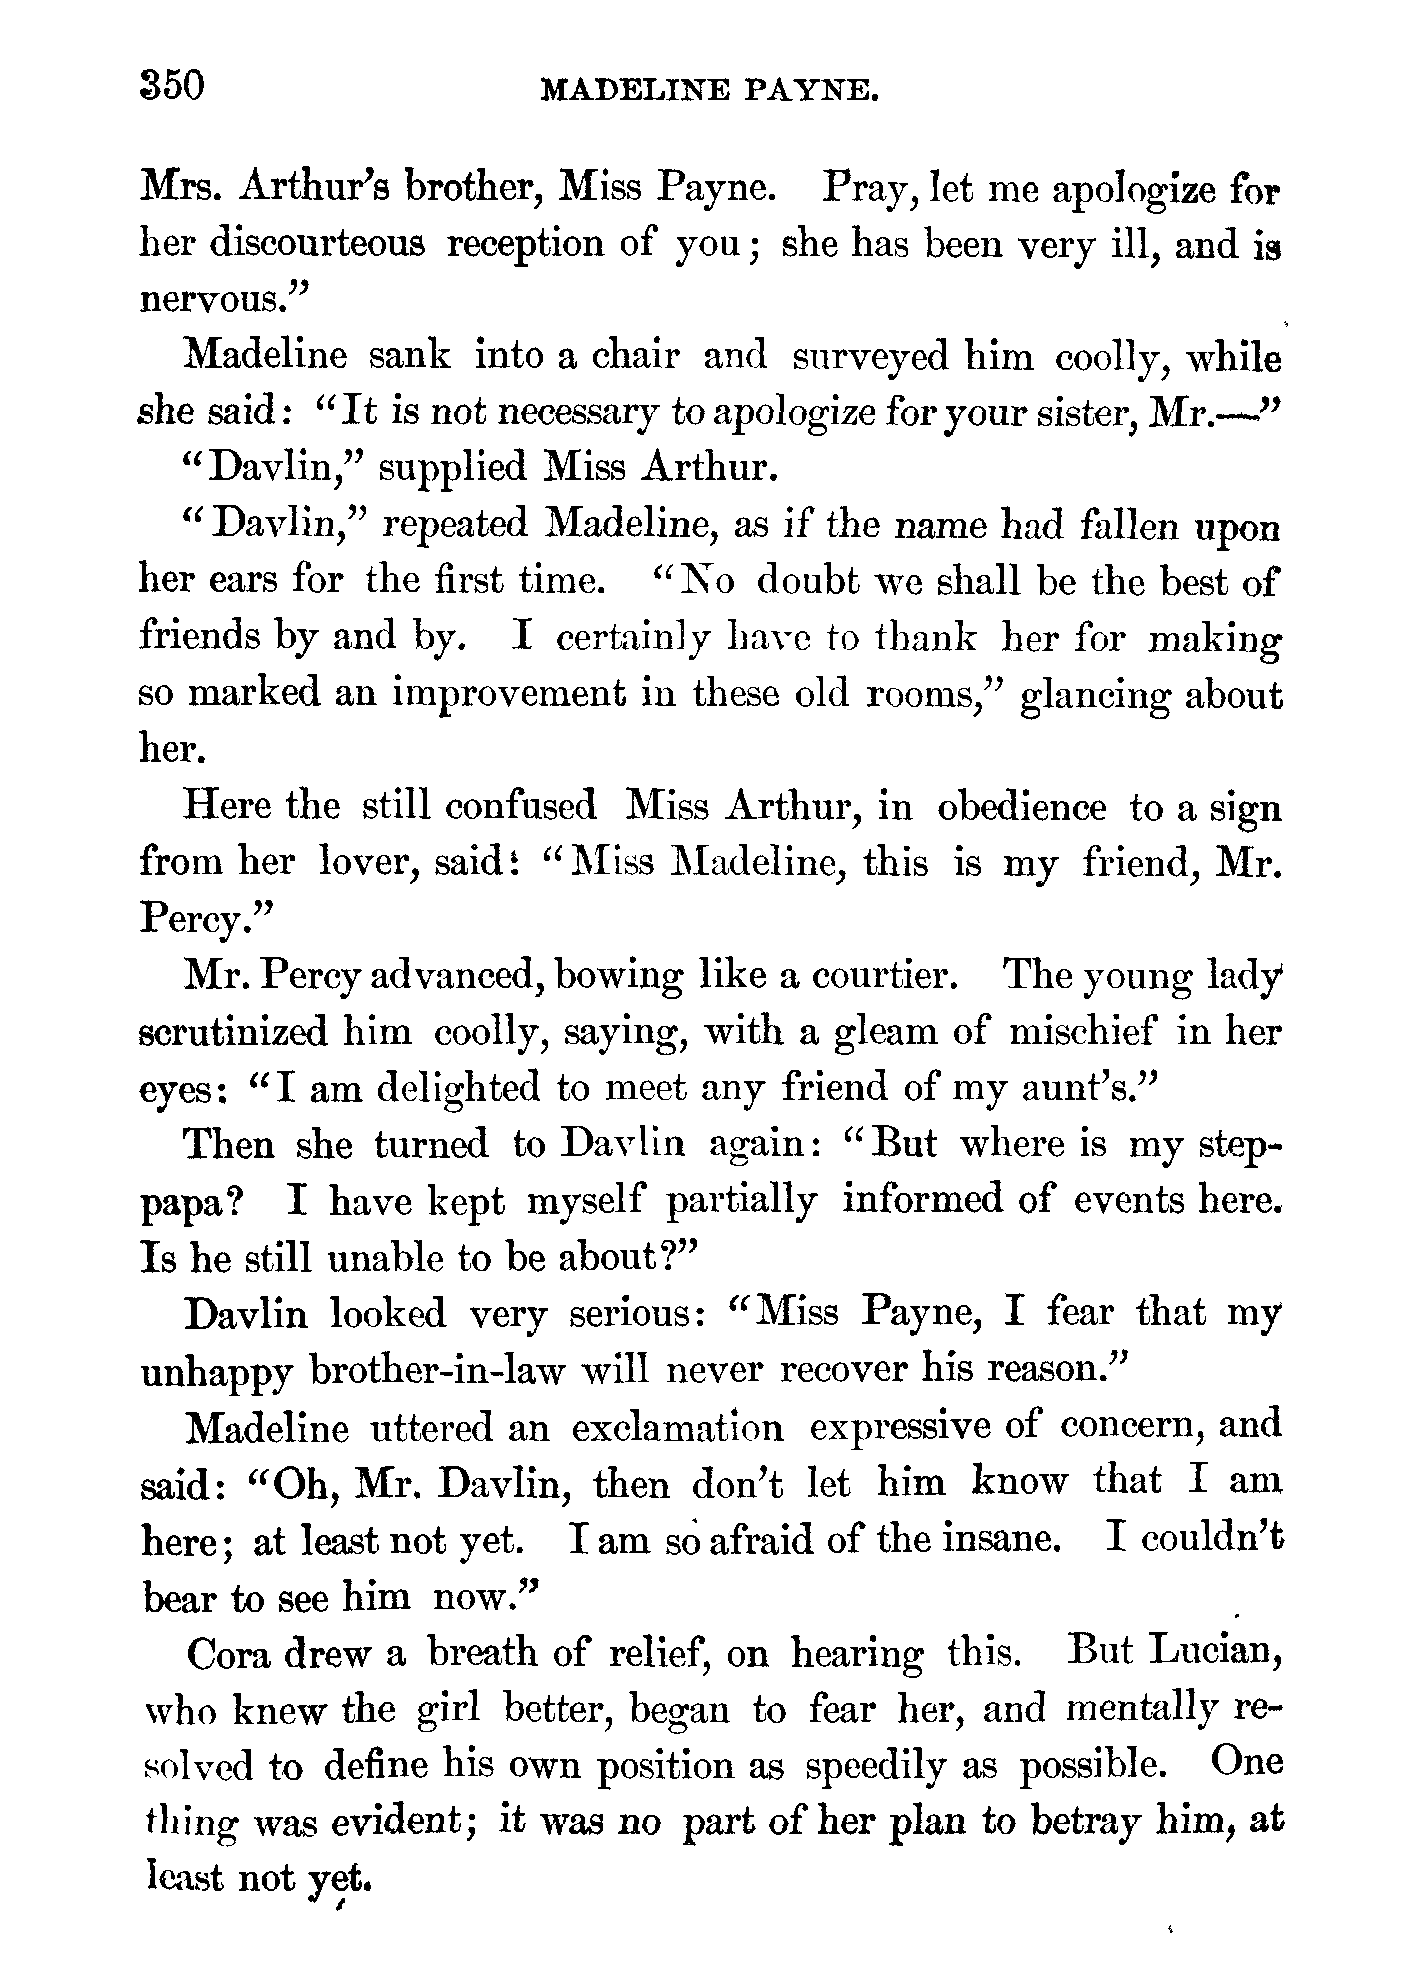 350 MADELINE PAYNE.
Mrs. Arthur's brother, Miss Payne. Pray, let me apologize for
her discourteous reception of you; she has been very ill, and is
nervous."
Madeline sank into a chair and surveyed him coolly, while
she said: "It is not necessary to apologize for your sister, Mr.—"
"Davlin," supplied Miss Arthur.
"Davlin," repeated Madeline, as if the name had fallen upon
her ears for the first time. "No doubt we shall be the best of
friends by and by. I certainly have to thank her for making
so marked an improvement in these old rooms," glancing about
her.
Here the still confused Miss Arthur, in obedience to a sign
from her lover, said: "Miss Madeline, this is my friend, Mr.
Percy."
Mr. Percy advanced, bowing like a courtier. The young lady
scrutinized him coolly, saying, with a gleam of mischief in her
eyes: "I am delighted to meet any friend of my aunt's."
Then she turned to Davlin again: "But where is my step-
papa? I have kept myself partially informed of events here.
Is he still unable to be about?"
Davlin looked very serious: "Miss Payne, I fear that my
unhappy brother-in-law will never recover his reason."
Madeline uttered an exclamation expressive of concern, and
said: "Oh, Mr. Davlin, then don't let him know that I am
here; at least not yet. I am so afraid of the insane. I couldn't
bear to see him now."
Cora drew a breath of relief, on hearing this. But Lucian,
who knew the girl better, began to fear her, and mentally re-
solved to define his own position as speedily as possible. One
thing was evident; it was no part of her plan to betray him, at
least not yet.